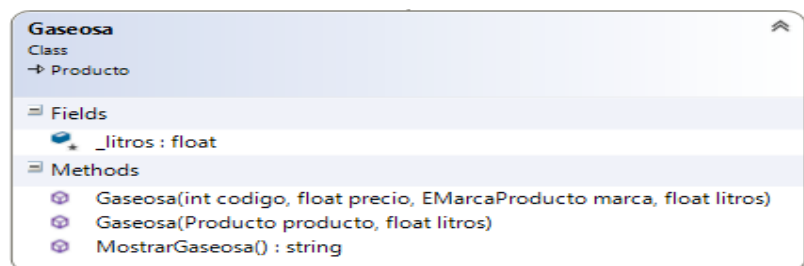 Gaseosa
Class
Producto
Fields
_litros : float
Methods
Gaseosa(int codigo, float precio, EMarcaProducto marca, float litros)
Gaseosa(Producto producto, float litros)
MostrarGaseosa() : string